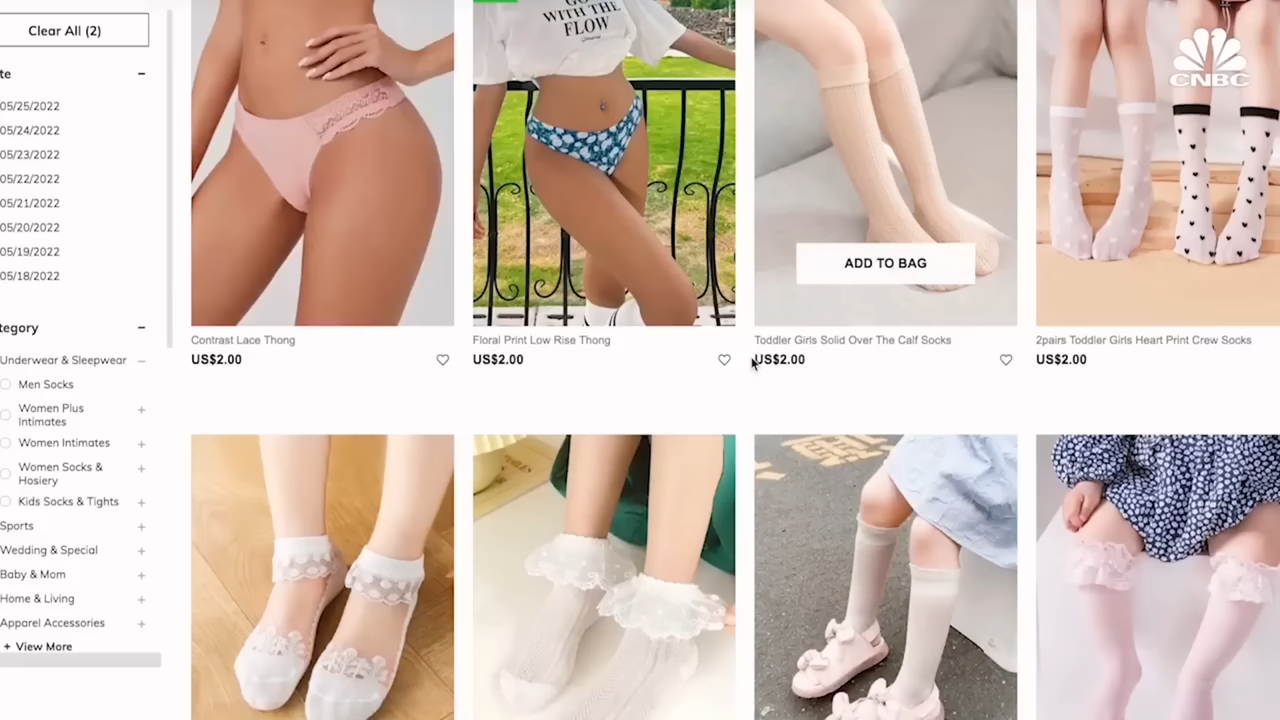 Clear All (2)
te
−
05/25/2022
05/24/2022
05/23/2022
05/22/2022
05/21/2022
05/20/2022
05/19/2022
05/18/2022
tegory
−
Underwear & Sleepwear −
Men Socks
Women Plus +
Intimates
Women Intimates +
Women Socks & +
Hosiery
Kids Socks & Tights +
Sports +
Wedding & Special +
Baby & Mom +
Home & Living +
Apparel Accessories +
+ View More
WITH THE
FLOW
CNBC
ADD TO BAG
Contrast Lace Thong
US$2.00
Floral Print Low Rise Thong
US$2.00
Toddler Girls Solid Over The Calf Socks
US$2.00
2pairs Toddler Girls Heart Print Crew Socks
US$2.00